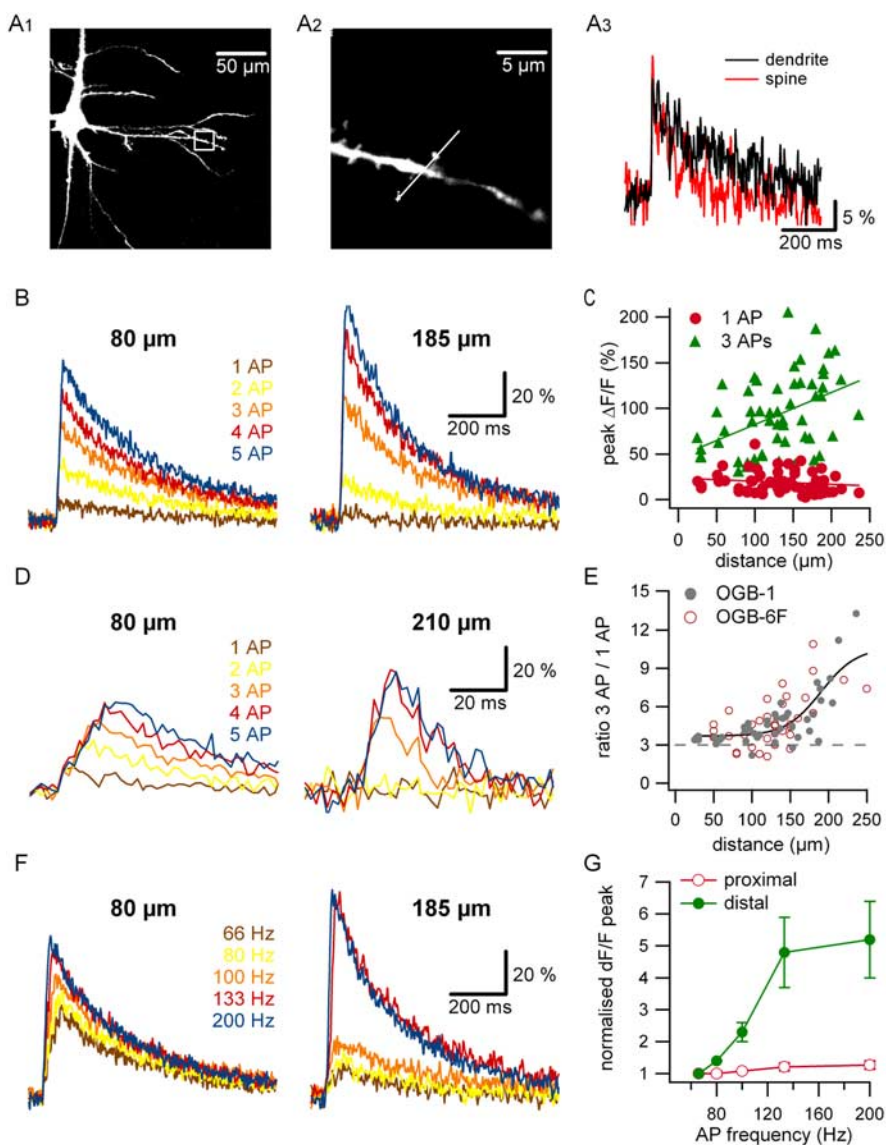 A1
50 µm
A2
5 µm
A3
dendrite
spine
5 %
200 ms
B
80 µm
1 AP
2 AP
3 AP
4 AP
5 AP
185 µm
20 %
200 ms
C
1 AP
3 APs
peak ΔF/F (%)
200
150
100
50
0
0 50 100 150 200 250
distance (µm)
D
80 µm
1 AP
2 AP
3 AP
4 AP
5 AP
210 µm
20 %
20 ms
E
OGB-1
OGB-6F
ratio 3 AP / 1 AP
15
12
9
6
3
0
0 50 100 150 200 250
distance (µm)
F
80 µm
66 Hz
80 Hz
100 Hz
133 Hz
200 Hz
185 µm
20 %
200 ms
G
proximal
distal
normalised dF/F peak
7
6
5
4
3
2
1
80 120 160 200
AP frequency (Hz)